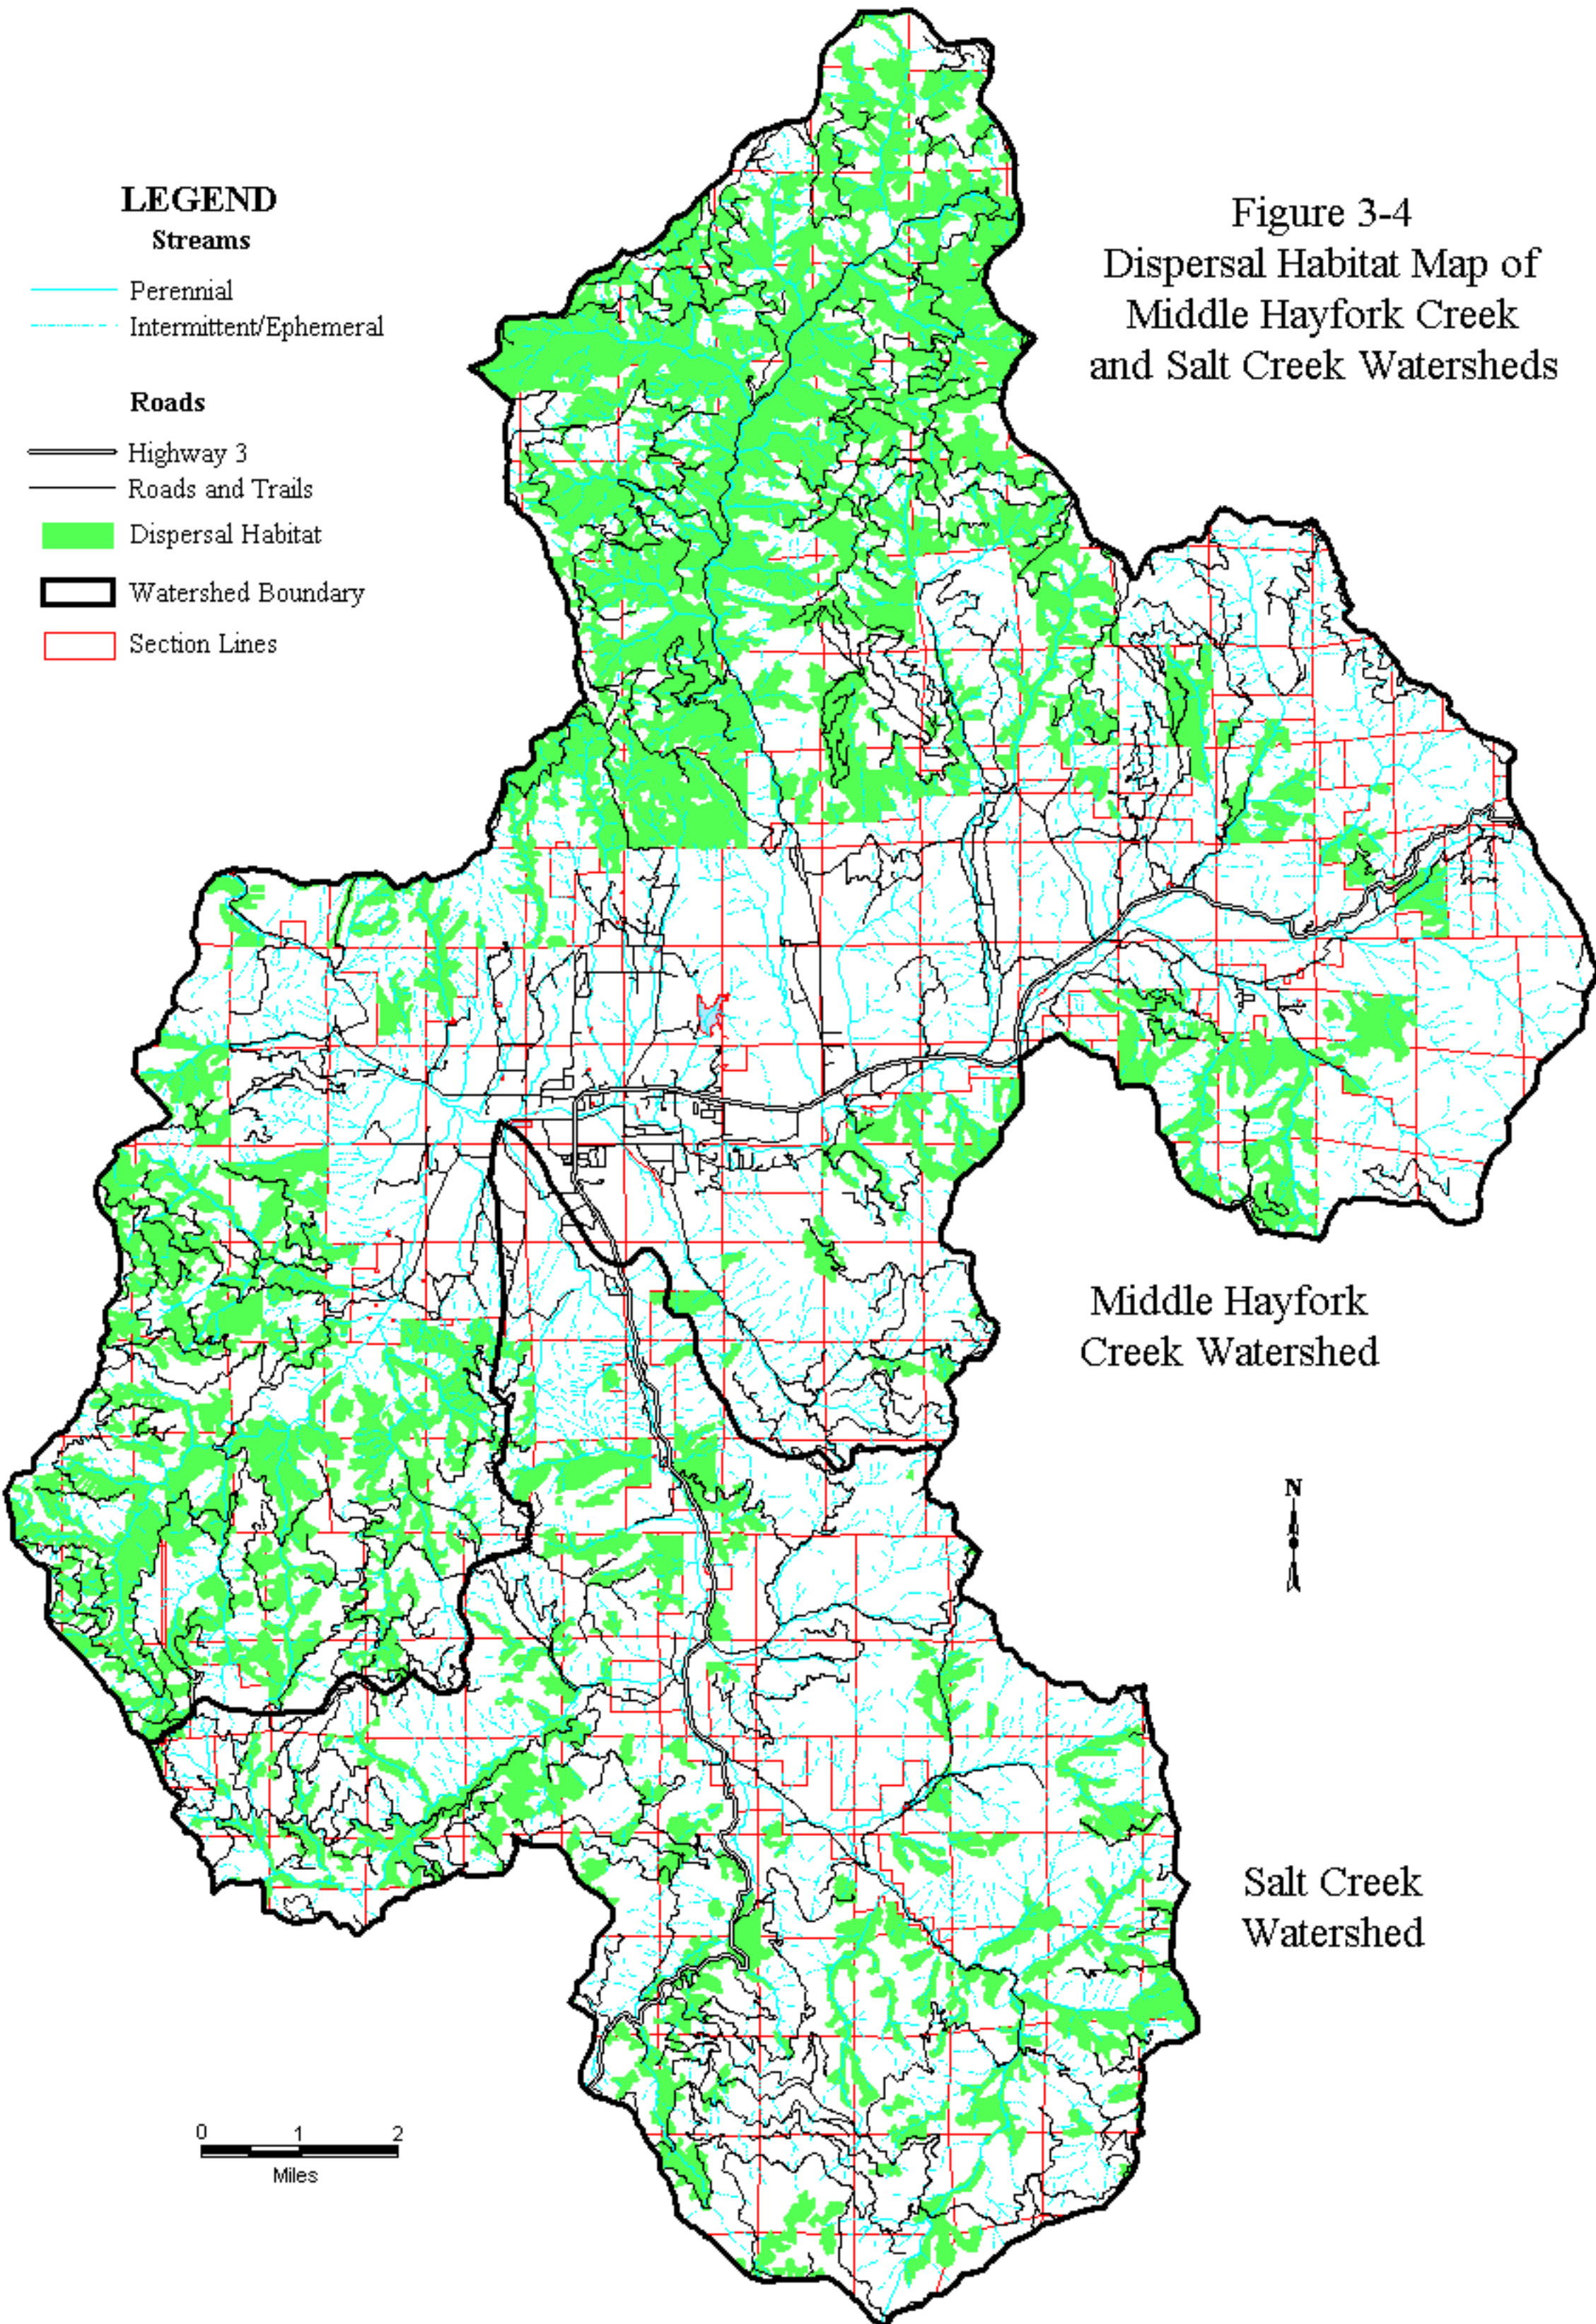 LEGEND
Streams
Perennial
Intermittent/Ephemeral
Roads
Highway 3
Roads and Trails
Dispersal Habitat
Watershed Boundary
Section Lines
Figure 3-4
Dispersal Habitat Map of
Middle Hayfork Creek
and Salt Creek Watersheds
Middle Hayfork
Creek Watershed
N
Salt Creek
Watershed
0 1 2
Miles